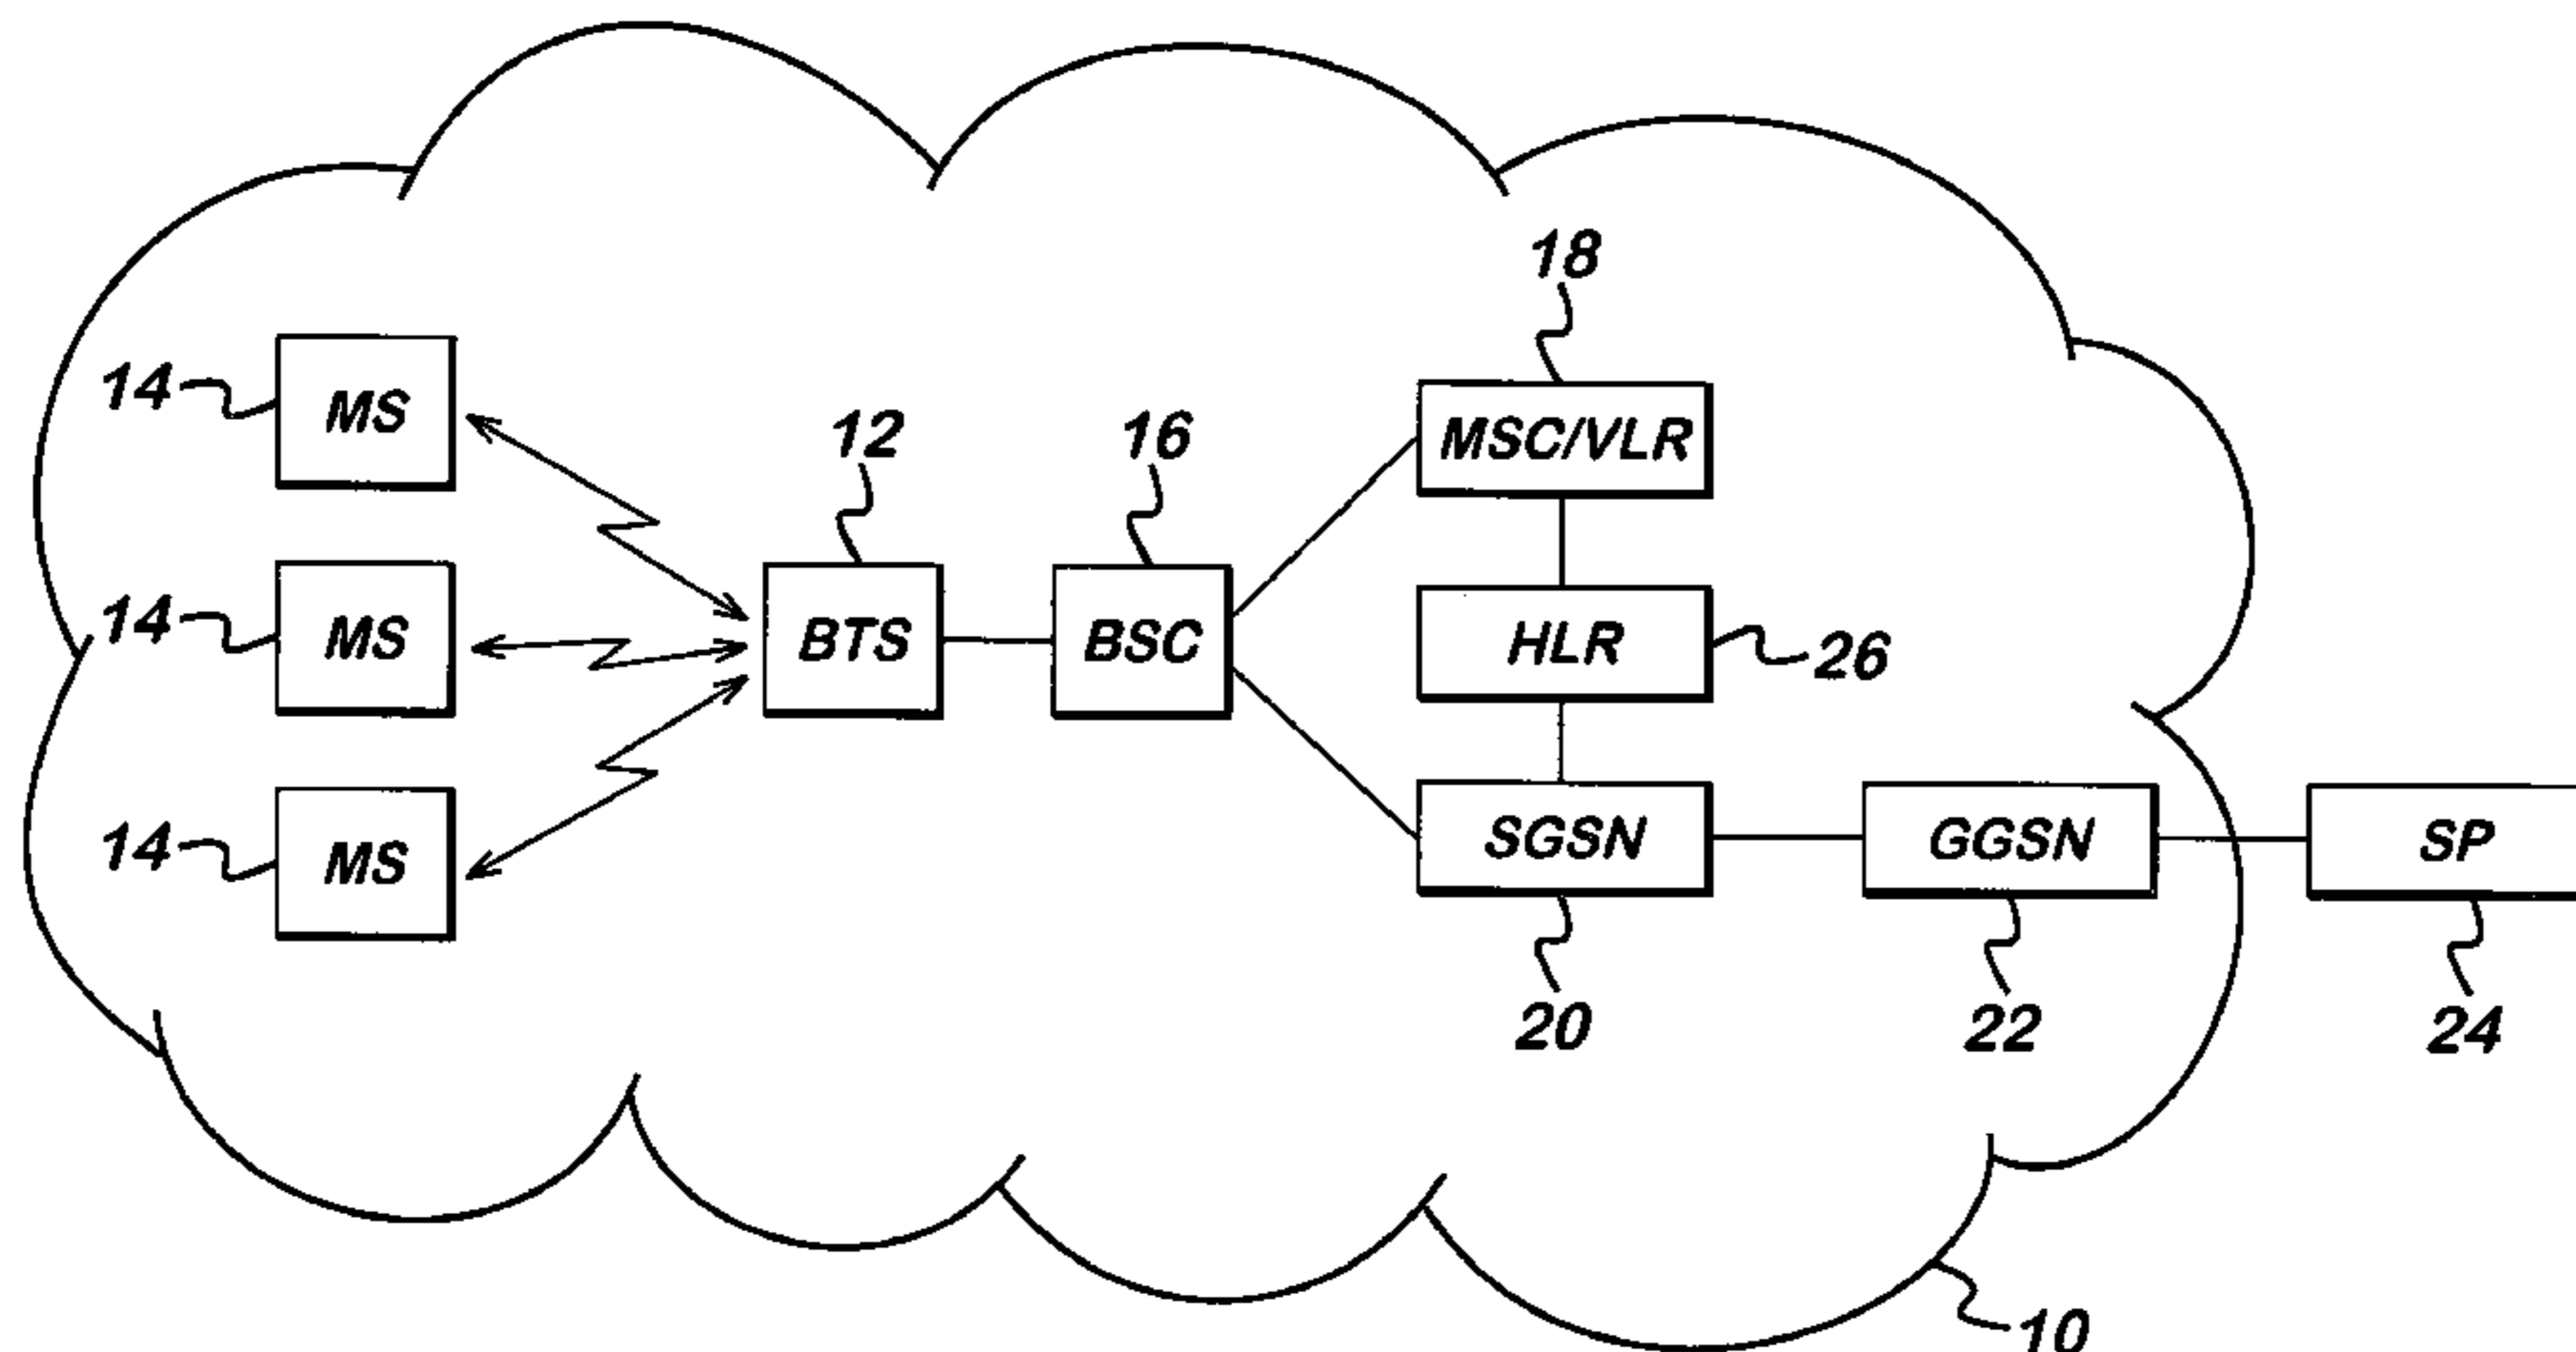 18
14 MS
12
16
MSC/VLR
14 MS
BTS
BSC
HLR
26
14 MS
SGSN
GGSN
SP
20
22
24
10